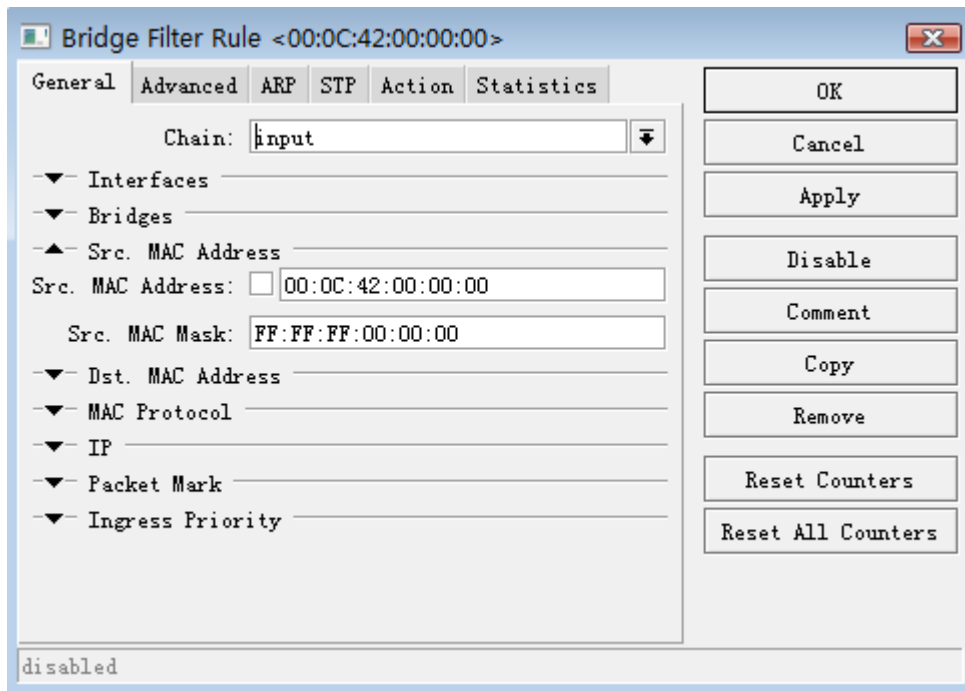 Bridge Filter Rule <00:0C:42:00:00:00>
General Advanced ARP STP Action Statistics
Chain: input
Interfaces
Bridges
Src. MAC Address
Src. MAC Address: 00:0C:42:00:00:00
Src. MAC Mask: FF:FF:FF:00:00:00
Dst. MAC Address
MAC Protocol
IP
Packet Mark
Ingress Priority
OK
Cancel
Apply
Disable
Comment
Copy
Remove
Reset Counters
Reset All Counters
disabled